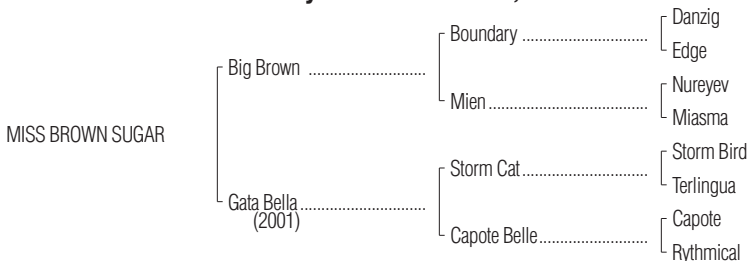 Danzig
Boundary ..............................
Edge
Big Brown ............................
Nureyev
Mien ......................................
Miasma
MISS BROWN SUGAR
Storm Bird
Storm Cat..............................
Terlingua
Gata Bella ..............................
(2001)
Capote
Capote Belle..........................
Rythmical